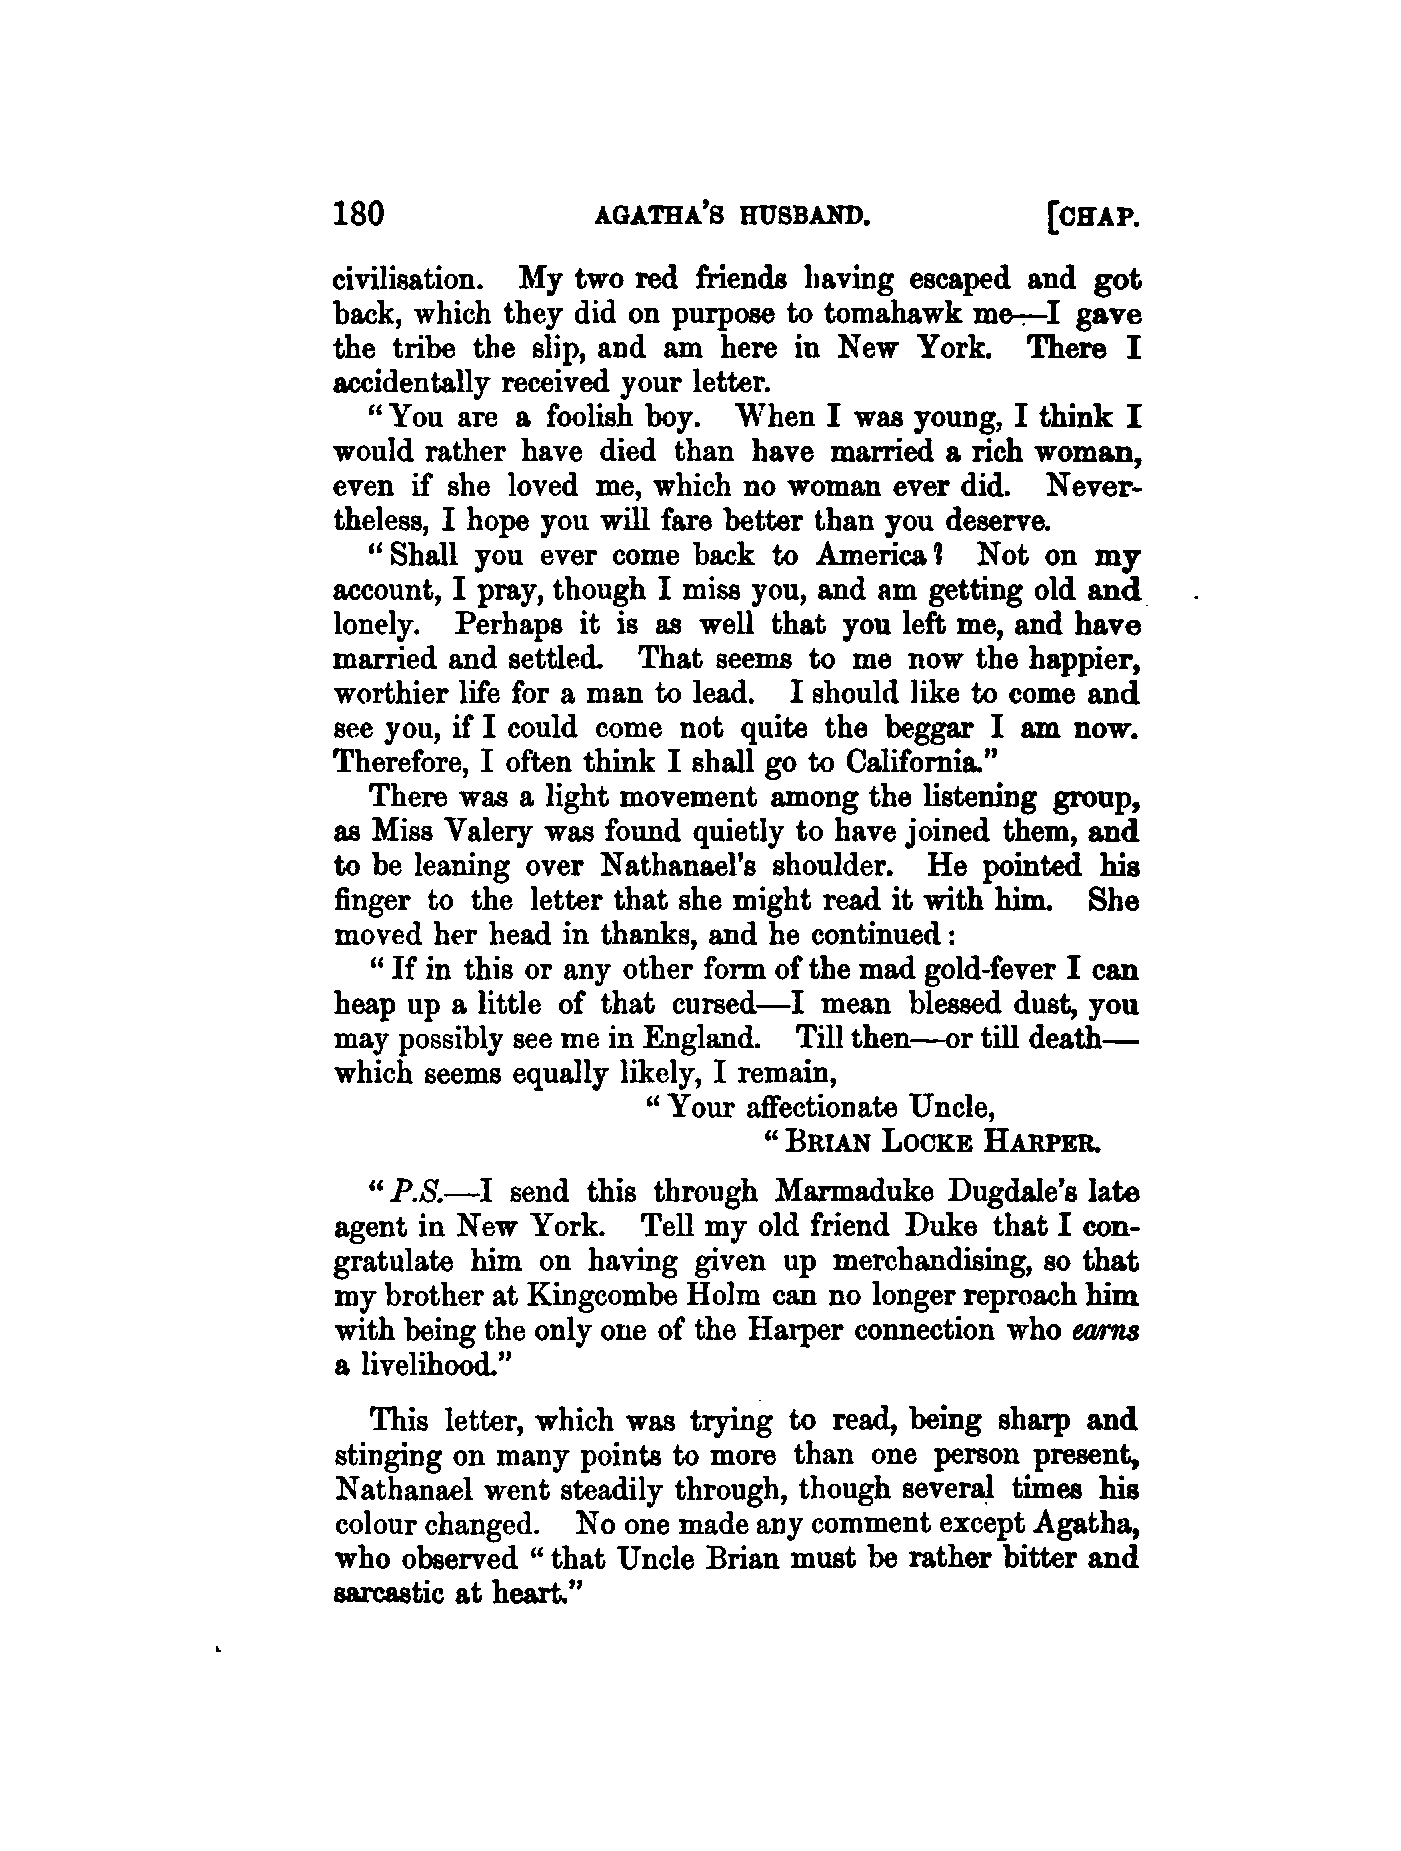 180 AGATHA'S HUSBAND. [CHAP.
civilisation. My two red friends having escaped and got
back, which they did on purpose to tomahawk me—I gave
the tribe the slip, and am here in New York. There I
accidentally received your letter.
“You are a foolish boy. When I was young, I think I
would rather have died than have married a rich woman,
even if she loved me, which no woman ever did. Never-
theless, I hope you will fare better than you deserve.
“Shall you ever come back to America? Not on my
account, I pray, though I miss you, and am getting old and
lonely. Perhaps it is as well that you left me, and have
married and settled. That seems to me now the happier,
worthier life for a man to lead. I should like to come and
see you, if I could come not quite the beggar I am now.
Therefore, I often think I shall go to California.”
There was a light movement among the listening group,
as Miss Valery was found quietly to have joined them, and
to be leaning over Nathanael's shoulder. He pointed his
finger to the letter that she might read it with him. She
moved her head in thanks, and he continued:
“If in this or any other form of the mad gold-fever I can
heap up a little of that cursed—I mean blessed dust, you
may possibly see me in England. Till then—or till death—
which seems equally likely, I remain,
“Your affectionate Uncle,
“BRIAN LOCKE HARPER.
“P.S.—I send this through Marmaduke Dugdale's late
agent in New York. Tell my old friend Duke that I con-
gratulate him on having given up merchandising, so that
my brother at Kingcombe Holm can no longer reproach him
with being the only one of the Harper connection who earns
a livelihood.”
This letter, which was trying to read, being sharp and
stinging on many points to more than one person present,
Nathanael went steadily through, though several times his
colour changed. No one made any comment except Agatha,
who observed “that Uncle Brian must be rather bitter and
sarcastic at heart.”